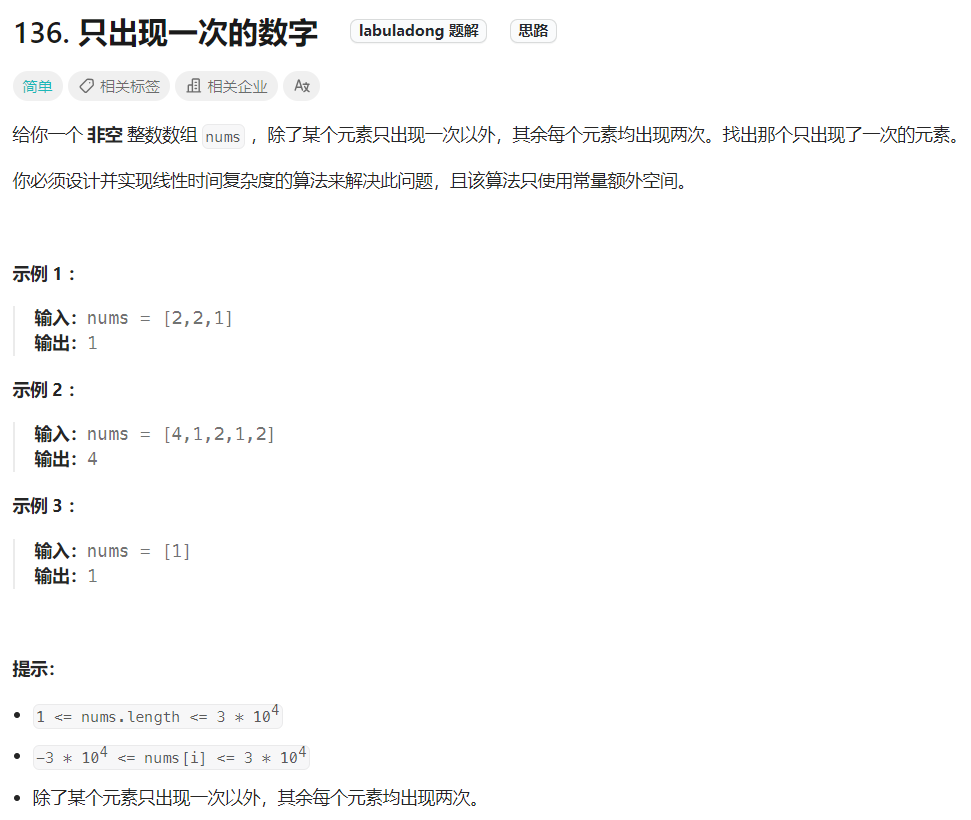 136. 只出现一次的数字 labuladong 题解 思路
简单 相关标签 相关企业 Az
给你一个 非空 整数数组 nums ，除了某个元素只出现一次以外，其余每个元素均出现两次。找出那个只出现了一次的元素。
你必须设计并实现线性时间复杂度的算法来解决此问题，且该算法只使用常量额外空间。
示例 1 ：
输入：nums = [2,2,1]
输出：1
示例 2 ：
输入：nums = [4,1,2,1,2]
输出：4
示例 3 ：
输入：nums = [1]
输出：1
提示：
• 1 <= nums.length <= 3 * 10⁴
• -3 * 10⁴ <= nums[i] <= 3 * 10⁴
• 除了某个元素只出现一次以外，其余每个元素均出现两次。